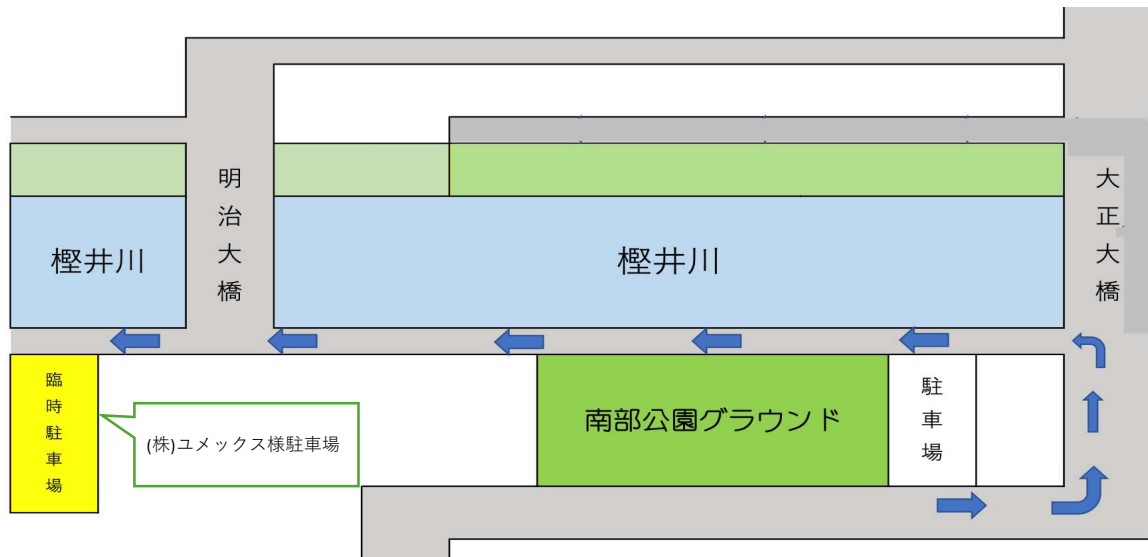 明治大橋
大正大橋
樫井川
樫井川
臨時駐車場
(株)ユメックス様駐車場
南部公園グラウンド
駐車場